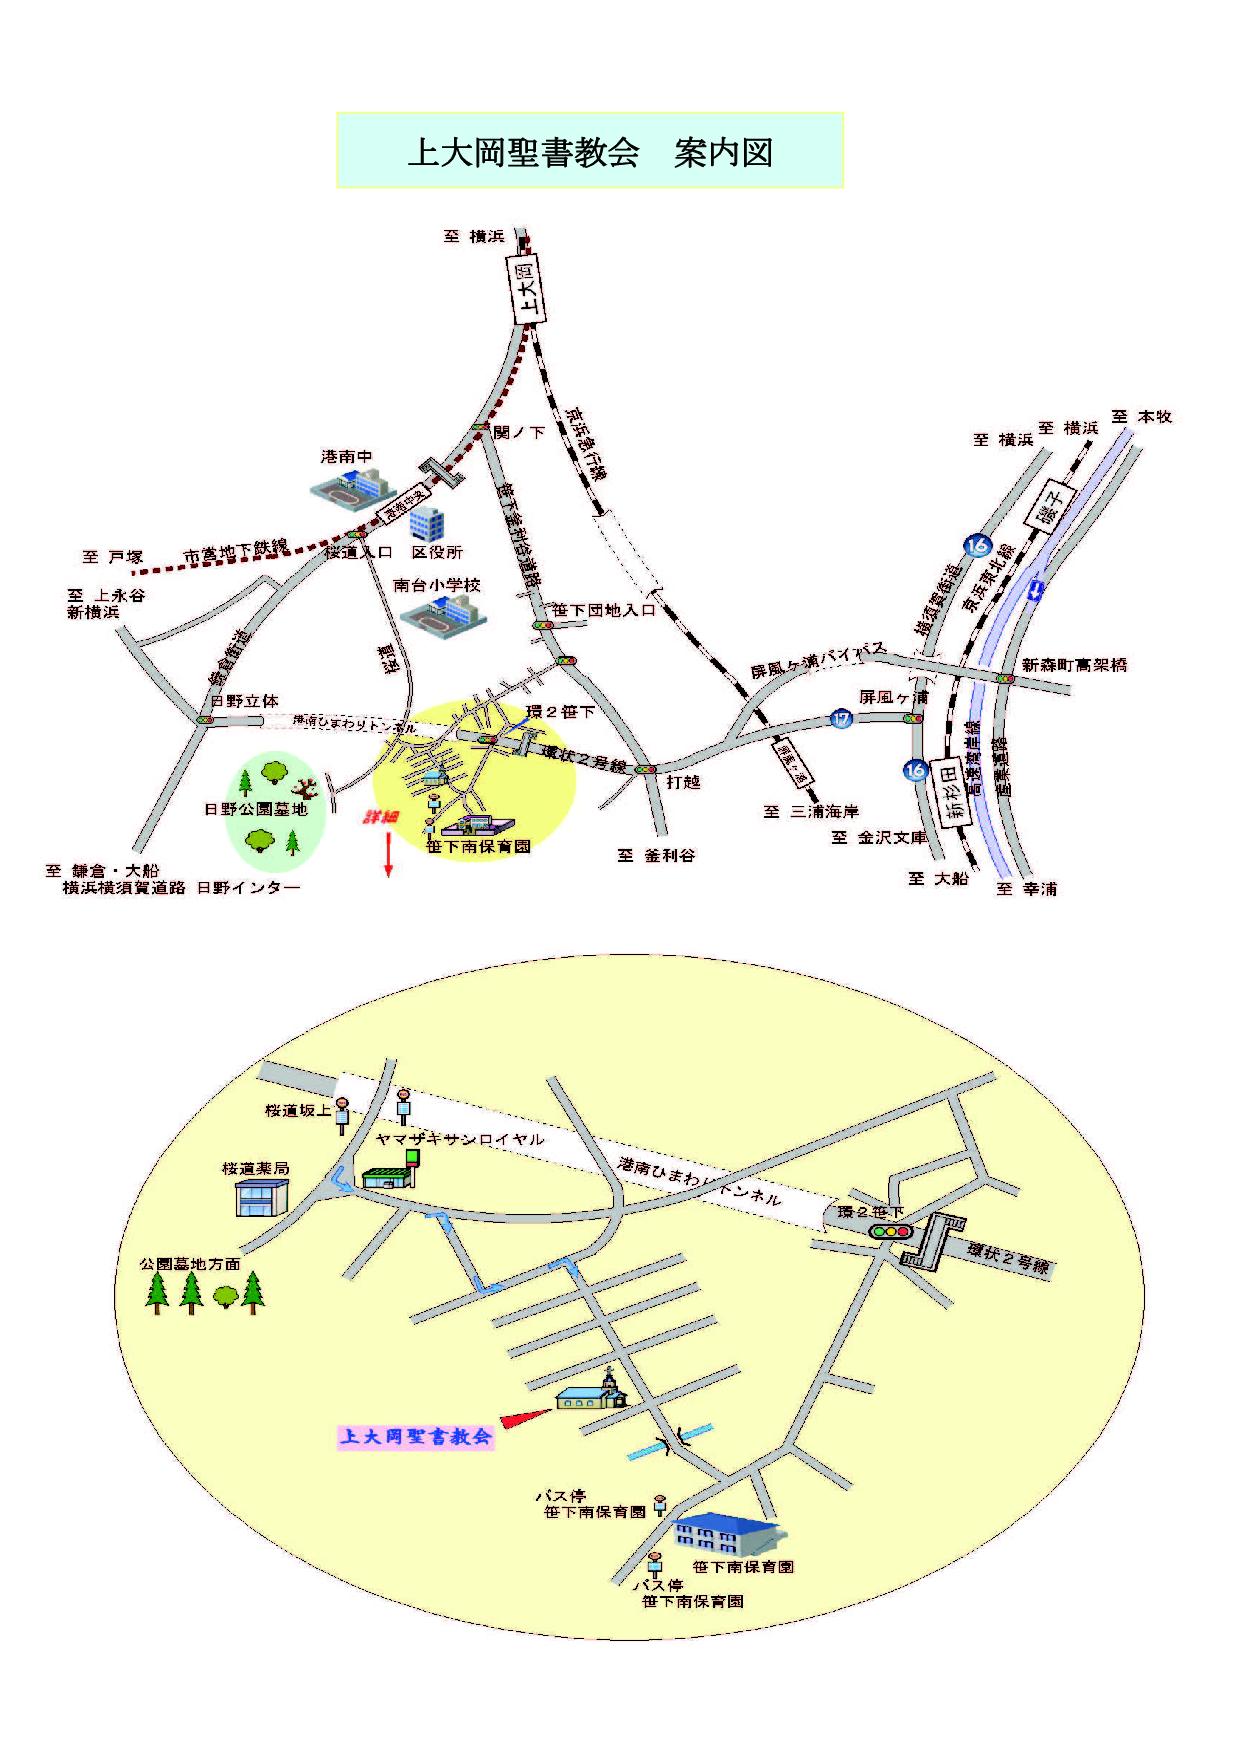 上大岡聖書教会　案内図
至 横浜
上大岡
関ノ下
京浜急行線
港南中
港南中央
笹下釜利谷道路
至 横浜
至 横浜
至 本牧
磯子
16
至 戸塚
市営地下鉄線
桜道入口
区役所
横須賀街道
京浜東北線
至 上永谷
新横浜
南台小学校
笹下団地入口
鎌倉街道
桜道
屏風ヶ浦バイパス
新森町高架橋
日野立体
港南ひまわりトンネル
環２笹下
環状２号線
屏風ヶ浦
17
打越
屏風ヶ浦
16
新杉田
高速湾岸線
産業道路
日野公園墓地
詳細
笹下南保育園
至 三浦海岸
至 金沢文庫
至 釜利谷
至 鎌倉・大船
横浜横須賀道路 日野インター
至 大船
至 幸浦
桜道坂上
ヤマザキサンロイヤル
桜道薬局
港南ひまわりトンネル
環２笹下
環状２号線
公園墓地方面
上大岡聖書教会
バス停
笹下南保育園
笹下南保育園
バス停
笹下南保育園